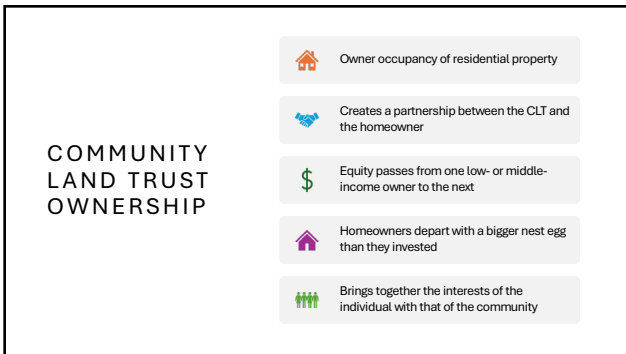 COMMUNITY
LAND TRUST
OWNERSHIP
Owner occupancy of residential property
Creates a partnership between the CLT and
the homeowner
$
Equity passes from one low- or middle-
income owner to the next
Homeowners depart with a bigger nest egg
than they invested
Brings together the interests of the
individual with that of the community